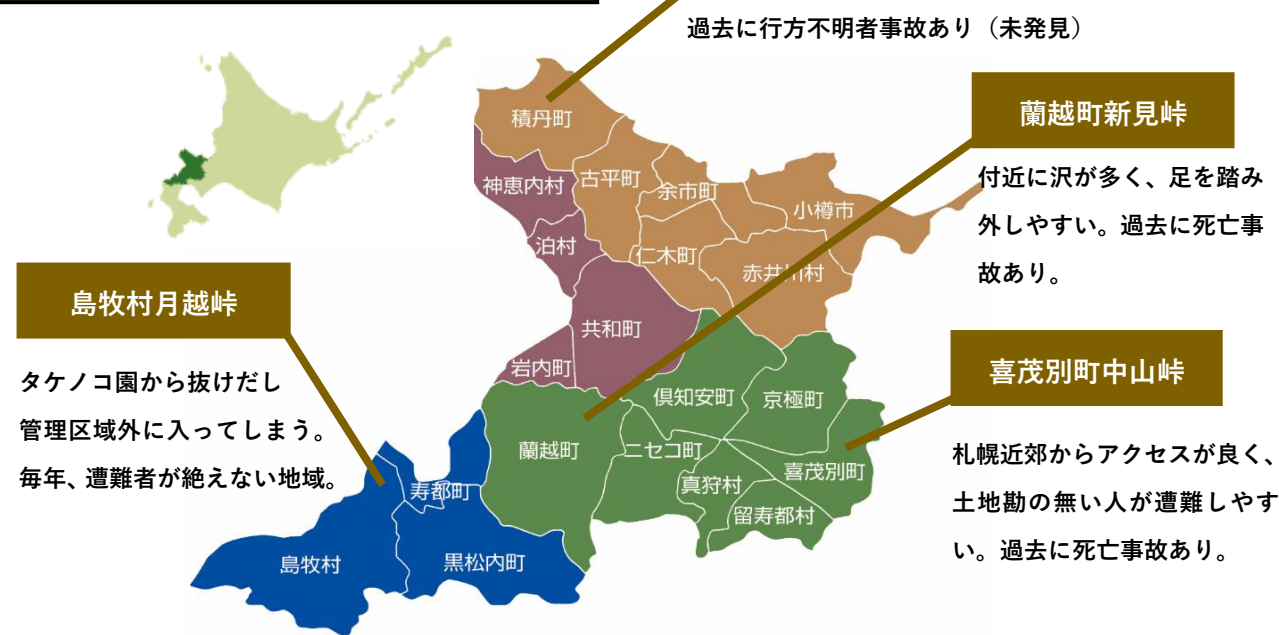 過去に行方不明者事故あり（未発見）
蘭越町新見峠
付近に沢が多く、足を踏み
外しやすい。過去に死亡事
故あり。
積丹町
神恵内村
古平町
余市町
小樽市
泊村
仁木町
赤井川村
島牧村月越峠
タケノコ園から抜けだし
管理区域外に入ってしまう。
毎年、遭難者が絶えない地域。
共和町
岩内町
倶知安町
京極町
喜茂別町中山峠
札幌近郊からアクセスが良く、
土地勘の無い人が遭難しやす
い。過去に死亡事故あり。
蘭越町
ニセコ町
喜茂別町
真狩村
留寿都村
寿都町
島牧村
黒松内町